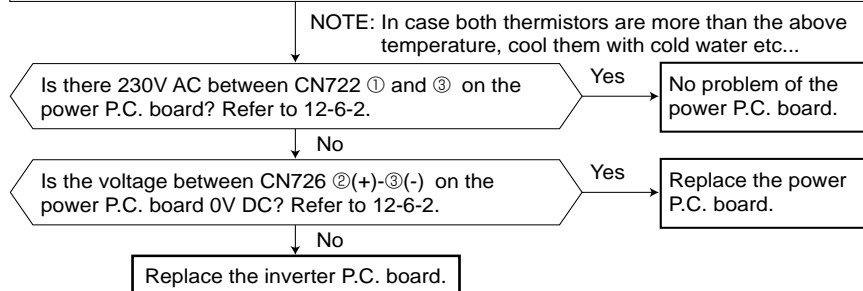 NOTE: In case both thermistors are more than the above
temperature, cool them with cold water etc...
Is there 230V AC between CN722 ① and ③ on the
power P.C. board? Refer to 12-6-2.
Yes
No problem of the
power P.C. board.
No
Is the voltage between CN726 ②(+)-③(-) on the
power P.C. board 0V DC? Refer to 12-6-2.
Yes
Replace the power
P.C. board.
No
Replace the inverter P.C. board.